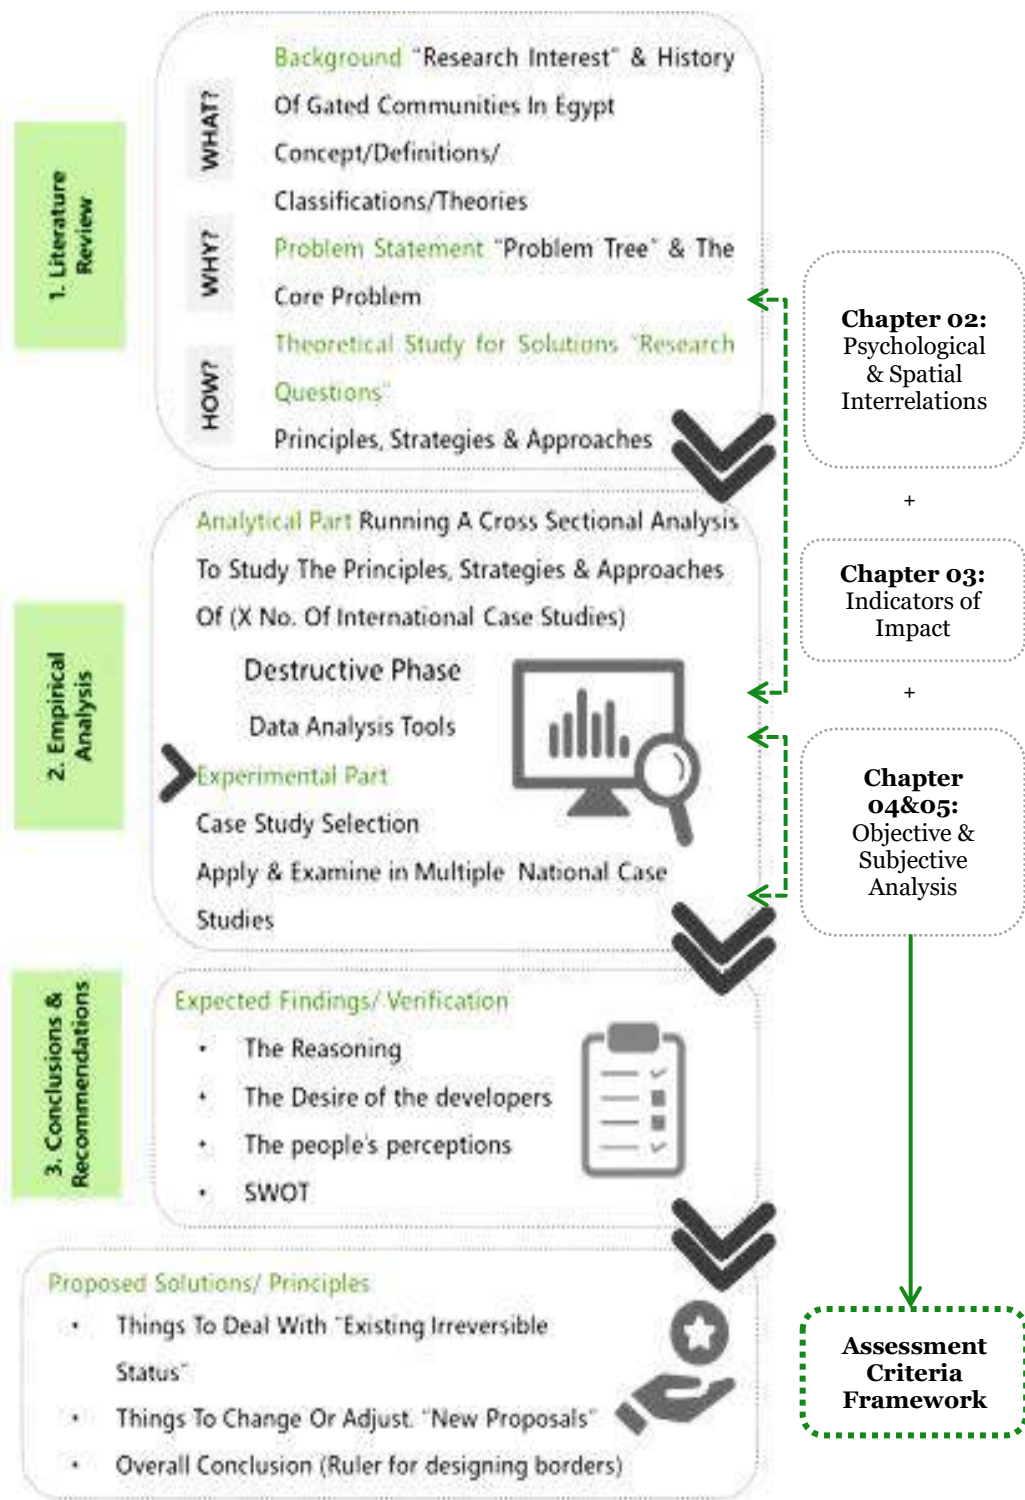 1. Literature
Review
WHAT?
WHY?
HOW?
Background "Research Interest" & History
Of Gated Communities In Egypt
Concept/Definitions/
Classifications/Theories
Problem Statement "Problem Tree" & The
Core Problem
Theoretical Study for Solutions "Research
Questions"
Principles, Strategies & Approaches
2. Empirical
Analysis
Analytical Part Running A Cross Sectional Analysis
To Study The Principles, Strategies & Approaches
Of (X No. Of International Case Studies)
Destructive Phase
Data Analysis Tools
Experimental Part
Case Study Selection
Apply & Examine in Multiple National Case
Studies
3. Conclusions &
Recommendations
Expected Findings/ Verification
• The Reasoning
• The Desire of the developers
• The people's perceptions
• SWOT
Proposed Solutions/ Principles
• Things To Deal With "Existing Irreversible
Status"
• Things To Change Or Adjust. "New Proposals"
• Overall Conclusion (Ruler for designing borders)
Chapter 02:
Psychological
& Spatial
Interrelations
+
Chapter 03:
Indicators of
Impact
+
Chapter
04&05:
Objective &
Subjective
Analysis
Assessment
Criteria
Framework